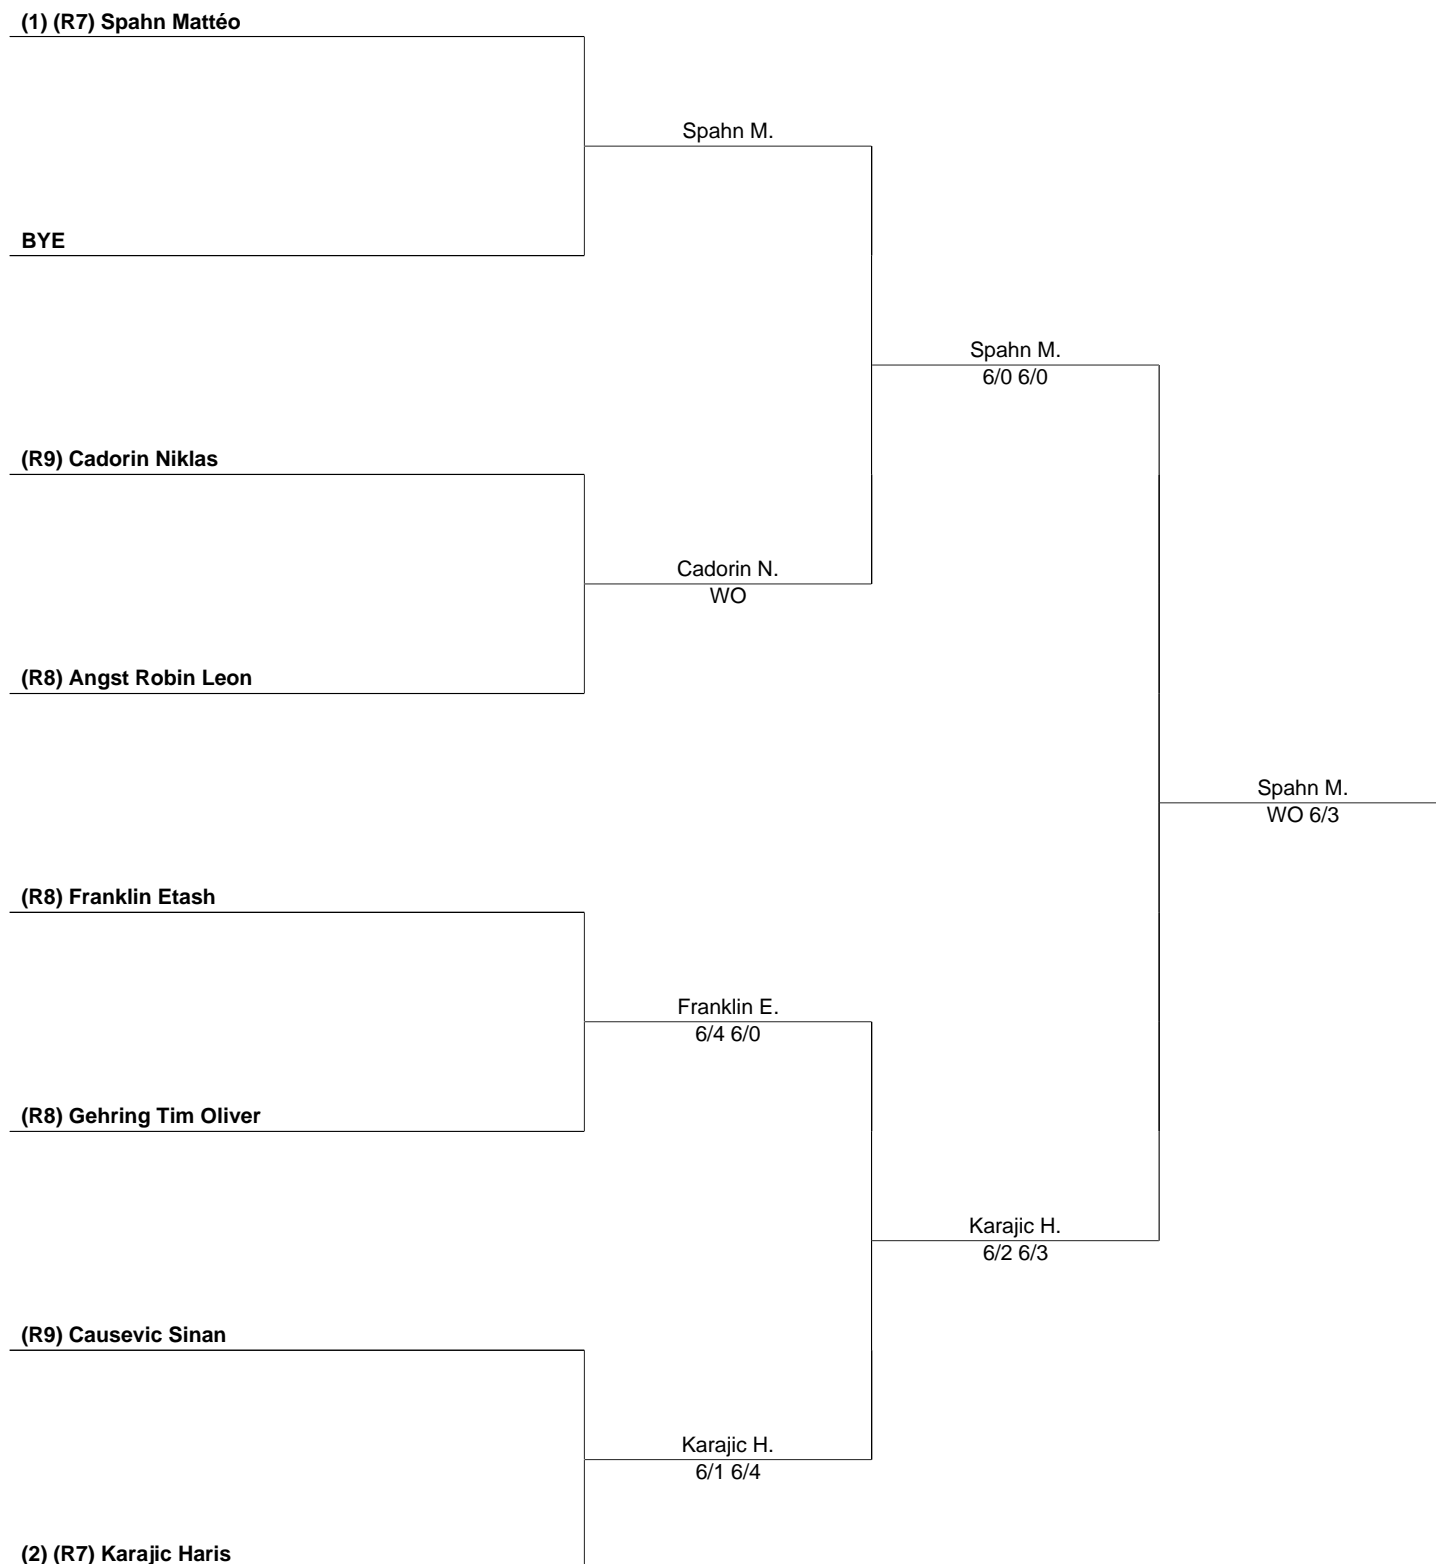 (1) (R7) Spahn Mattéo
Spahn M.
BYE
Spahn M.
6/0 6/0
(R9) Cadorin Niklas
Cadorin N.
WO
(R8) Angst Robin Leon
Spahn M.
WO 6/3
(R8) Franklin Etash
Franklin E.
6/4 6/0
(R8) Gehring Tim Oliver
Karajic H.
6/2 6/3
(R9) Causevic Sinan
Karajic H.
6/1 6/4
(2) (R7) Karajic Haris